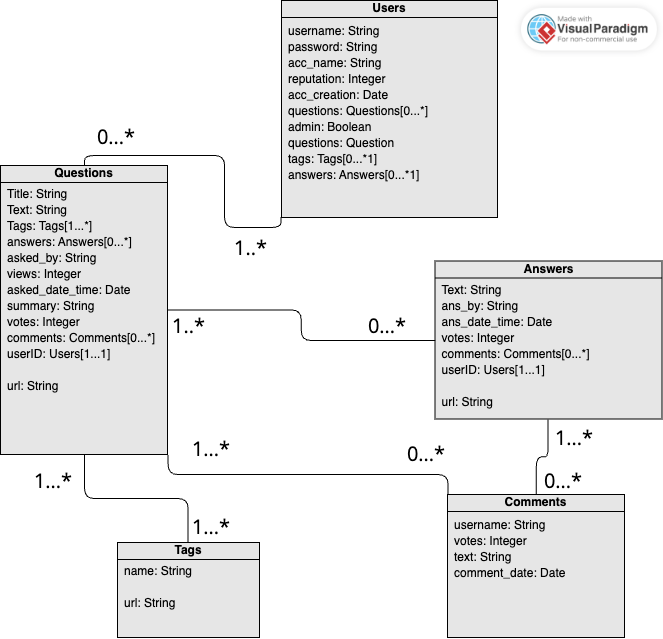 Users
username: String
password: String
acc_name: String
reputation: Integer
acc_creation: Date
questions: Questions[0...*]
admin: Boolean
questions: Question
tags: Tags[0...*1]
answers: Answers[0...*1]
Made with
VisualParadigm
For non-commercial use
0...*
1..*
Questions
Title: String
Text: String
Tags: Tags[1...*]
answers: Answers[0...*]
asked_by: String
views: Integer
asked_date_time: Date
summary: String
votes: Integer
comments: Comments[0...*]
userID: Users[1...1]
url: String
1..*
0...*
Answers
Text: String
ans_by: String
ans_date_time: Date
votes: Integer
comments: Comments[0...*]
userID: Users[1...1]
url: String
1...*
0...*
1...*
0...*
1...*
1...*
Tags
name: String
url: String
Comments
username: String
votes: Integer
text: String
comment_date: Date